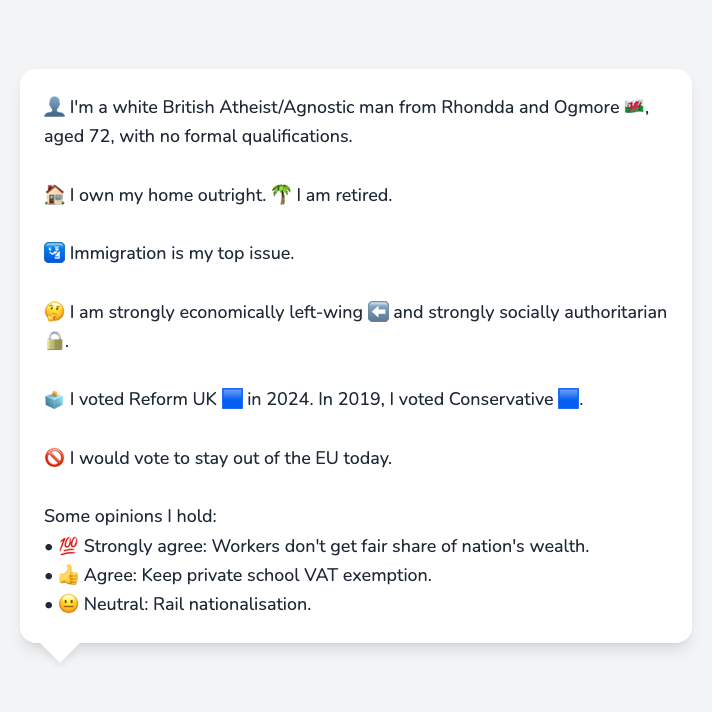 👤 I'm a white British Atheist/Agnostic man from Rhondda and Ogmore 🏴󠁧󠁢󠁷󠁬󠁳󠁿,
aged 72, with no formal qualifications.
🏠 I own my home outright. 🌴 I am retired.
🛂 Immigration is my top issue.
🤔 I am strongly economically left-wing ⬅️ and strongly socially authoritarian
🔒.
🗳️ I voted Reform UK 🟦 in 2024. In 2019, I voted Conservative 🟦.
🚫 I would vote to stay out of the EU today.
Some opinions I hold:
• 💯 Strongly agree: Workers don't get fair share of nation's wealth.
• 👍 Agree: Keep private school VAT exemption.
• 😐 Neutral: Rail nationalisation.